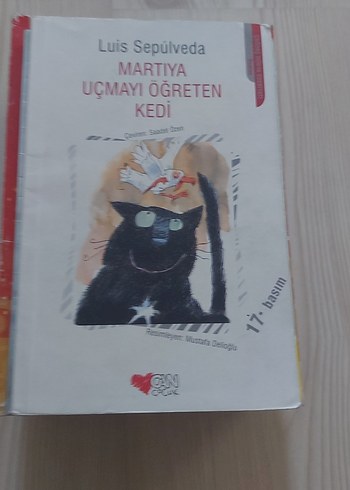 Luis Sepúlveda
MARTIYA
UÇMAYI ÖĞRETEN
KEDİ
Çeviren: Saadet Özen
17. basım
Resimleyen: Mustafa Delioğlu
CAN
ÇOCUK